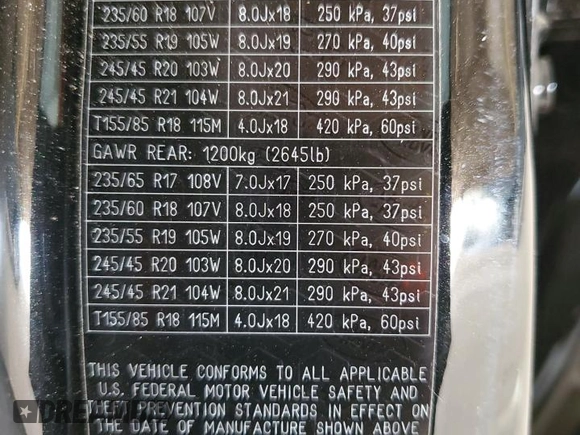 235/60 R18 107V 8.0Jx18 250 kPa, 37psi
235/55 R19 105W 8.0Jx19 270 kPa, 40psi
245/45 R20 103W 8.0Jx20 290 kPa, 43psi
245/45 R21 104W 8.0Jx21 290 kPa, 43psi
T155/85 R18 115M 4.0Jx18 420 kPa, 60psi
GAWR REAR: 1200kg (2645lb)
235/65 R17 108V 7.0Jx17 250 kPa, 37psi
235/60 R18 107V 8.0Jx18 250 kPa, 37psi
235/55 R19 105W 8.0Jx19 270 kPa, 40psi
245/45 R20 103W 8.0Jx20 290 kPa, 43psi
245/45 R21 104W 8.0Jx21 290 kPa, 43psi
T155/85 R18 115M 4.0Jx18 420 kPa, 60psi
THIS VEHICLE CONFORMS TO ALL APPLICABLE
U.S. FEDERAL MOTOR VEHICLE SAFETY AND
THEFT PREVENTION STANDARDS IN EFFECT ON
THE DATE OF MANUFACTURE SHOWN ABOVE